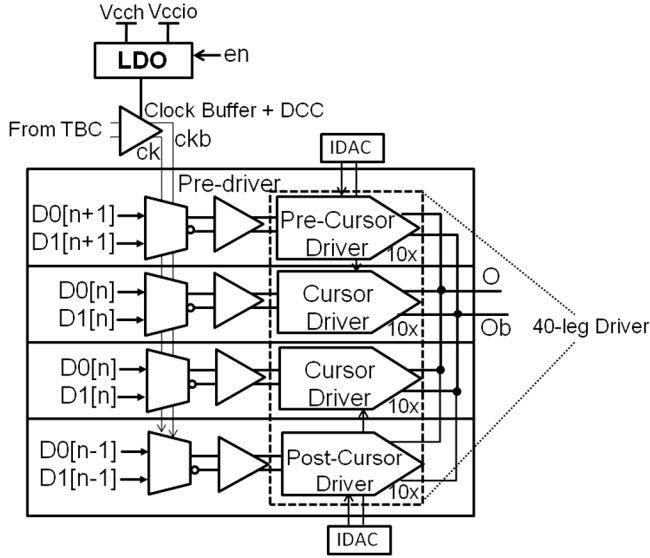 Vcch Vccio
LDO
en
Clock Buffer + DCC
From TBC
ckb
ck
IDAC
Pre-driver
D0[n+1]
D1[n+1]
Pre-Cursor
Driver
10x
D0[n]
D1[n]
Cursor
Driver
10x
O
Ob
40-leg Driver
D0[n]
D1[n]
Cursor
Driver
10x
D0[n-1]
D1[n-1]
Post-Cursor
Driver
10x
IDAC